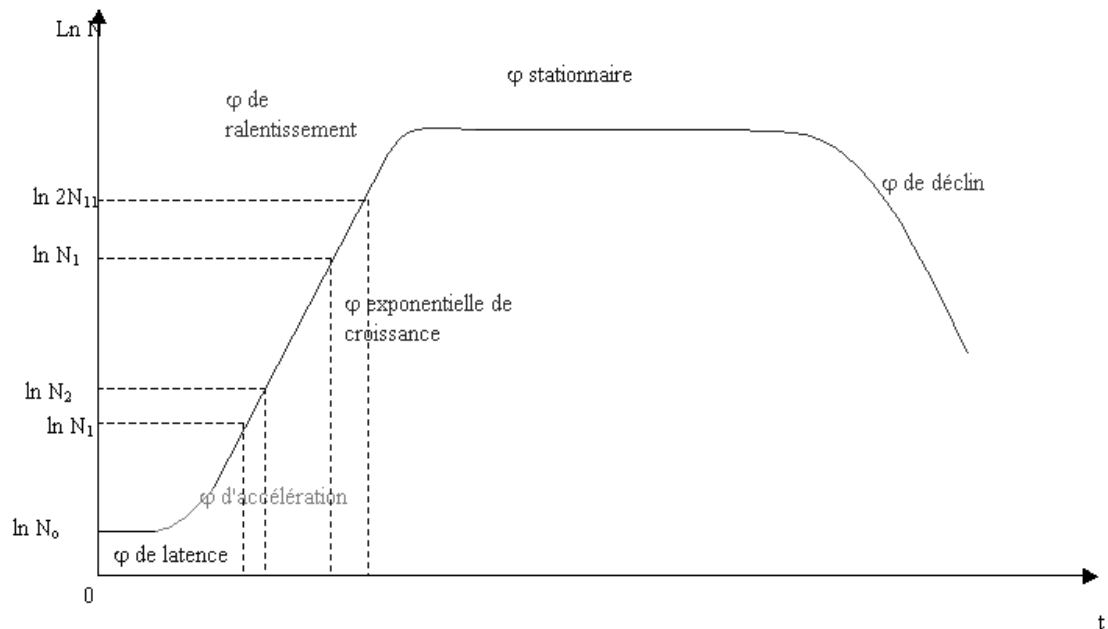 Ln N
φ stationnaire
φ de
ralentissement
φ de déclin
ln 2N₁₁
ln N₁
φ exponentielle de
croissance
ln N₂
ln N₁
φ d'accélération
ln Nₒ
φ de latence
0
t